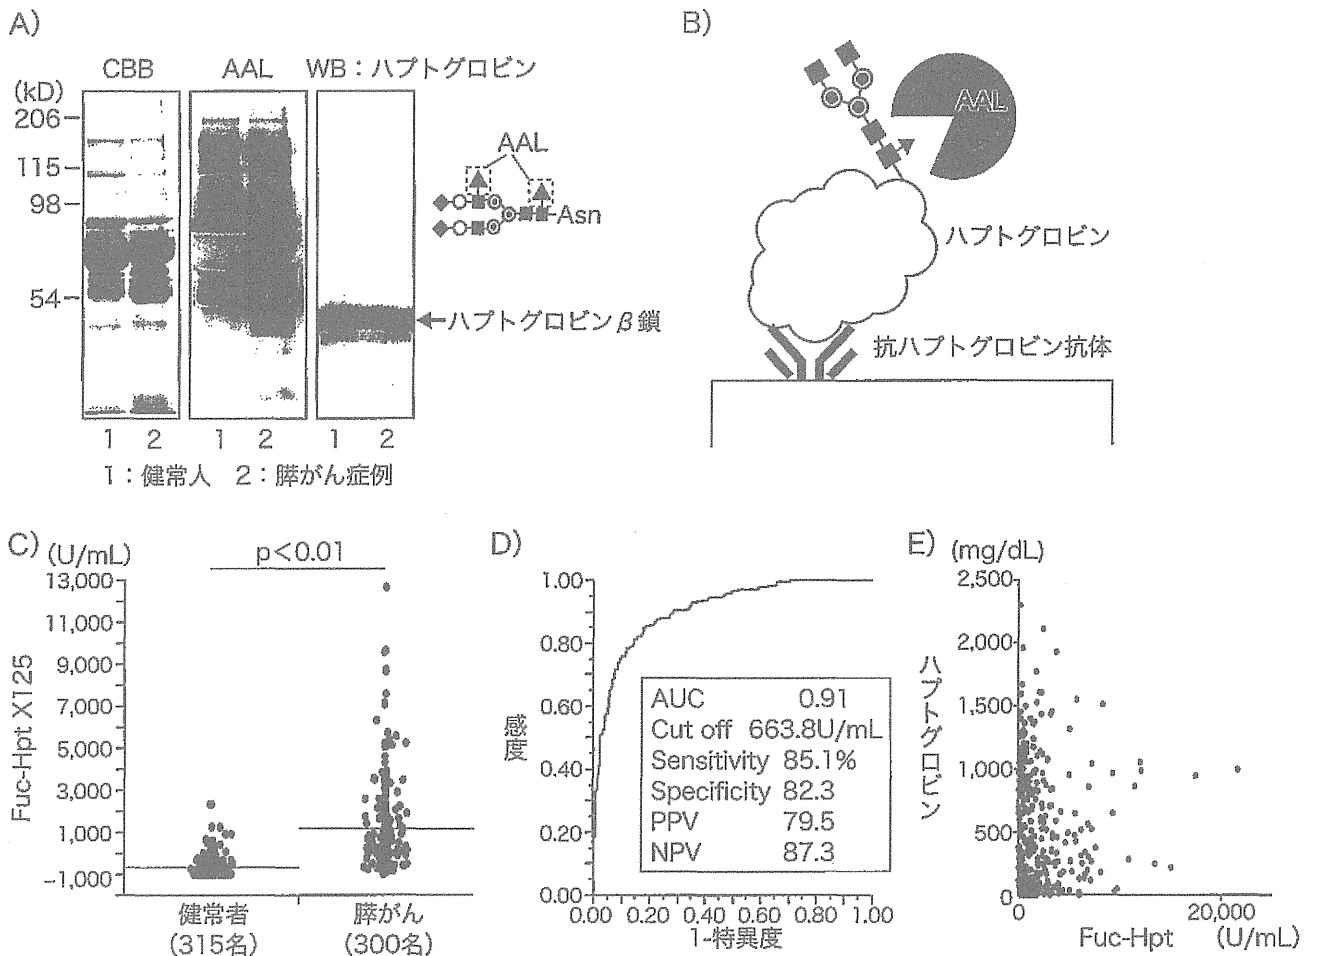 A)
CBB AAL WB：ハプトグロビン
(kD)
206
115
98
54
AAL
Asn
ハプトグロビンβ鎖
1 2 1 2 1 2
1：健常人 2：膵がん症例
B)
AAL
ハプトグロビン
抗ハプトグロビン抗体
C)
(U/mL)
p＜0.01
13,000
11,000
9,000
7,000
5,000
3,000
1,000
−1,000
Fuc-Hpt X125
健常者 膵がん
(315名) (300名)
D)
1.00
0.80
0.60
0.40
0.20
0.00
感度
AUC 0.91
Cut off 663.8U/mL
Sensitivity 85.1%
Specificity 82.3
PPV 79.5
NPV 87.3
0.00 0.20 0.40 0.60 0.80 1.00
1-特異度
E)
(mg/dL)
2,500
2,000
1,500
1,000
500
0
ハプトグロビン
0 20,000
Fuc-Hpt (U/mL)